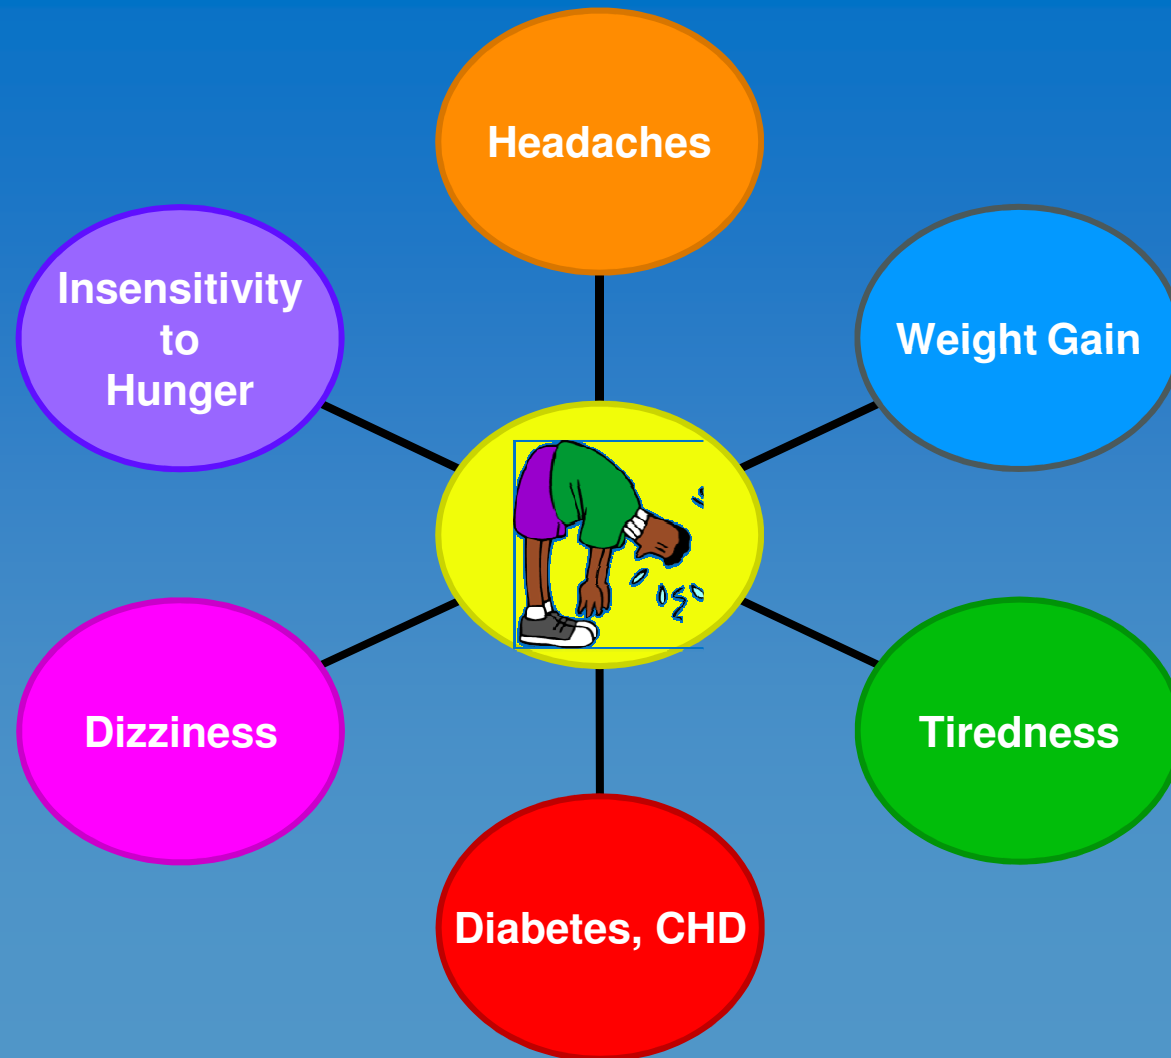 Headaches
Insensitivity
to
Hunger
Weight Gain
Dizziness
Tiredness
Diabetes, CHD